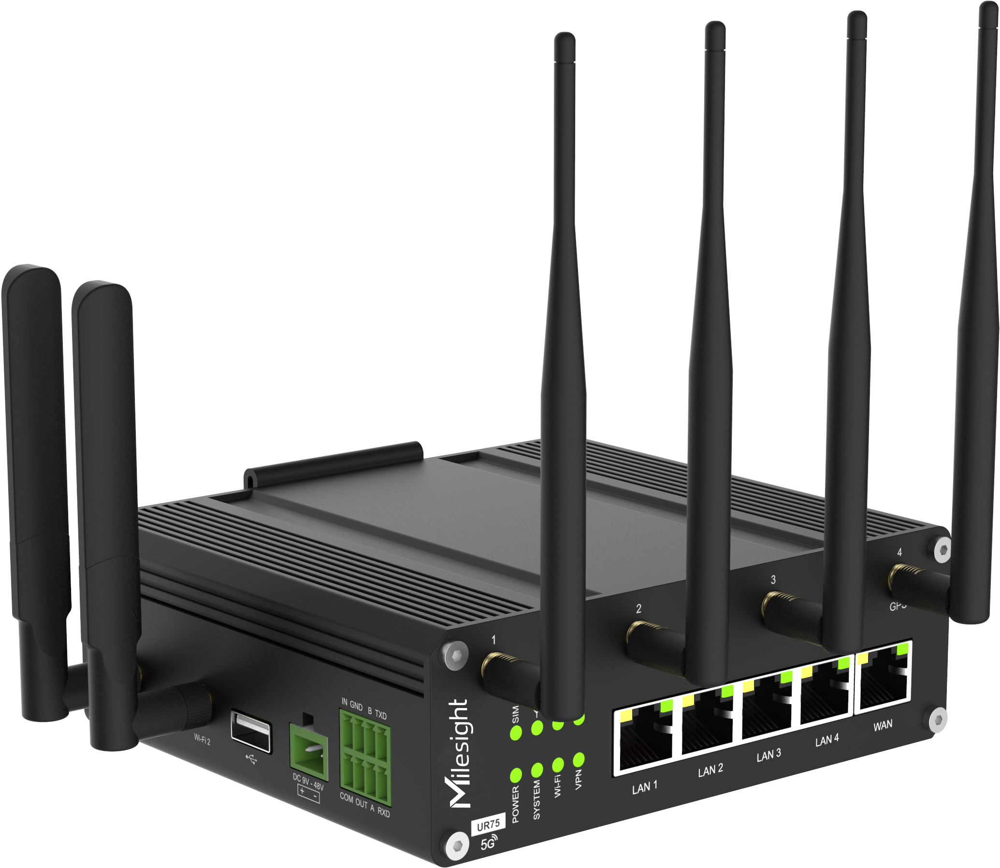 1
2
3
4
Milesight
UR75
5G
SIM
POWER
SYSTEM
Wi-Fi
VPN
LAN 1
LAN 2
LAN 3
LAN 4
WAN
Wi-Fi 2
DC 9V - 48V
+ -
IN GND B TXD
COM OUT A RXD